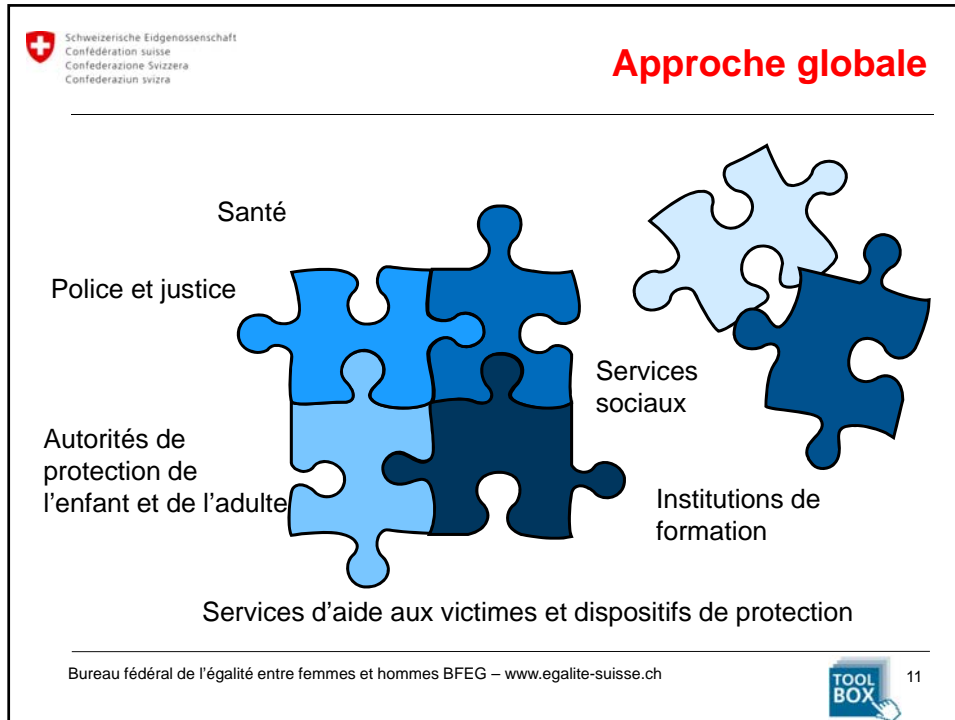 Schweizerische Eidgenossenschaft
Confédération suisse
Confederazione Svizzera
Confederaziun svizra
Approche globale
Santé
Police et justice
Services
sociaux
Autorités de
protection de
l'enfant et de l'adulte
Institutions de
formation
Services d'aide aux victimes et dispositifs de protection
Bureau fédéral de l'égalité entre femmes et hommes BFEG – www.egalite-suisse.ch
TOOL
BOX
11